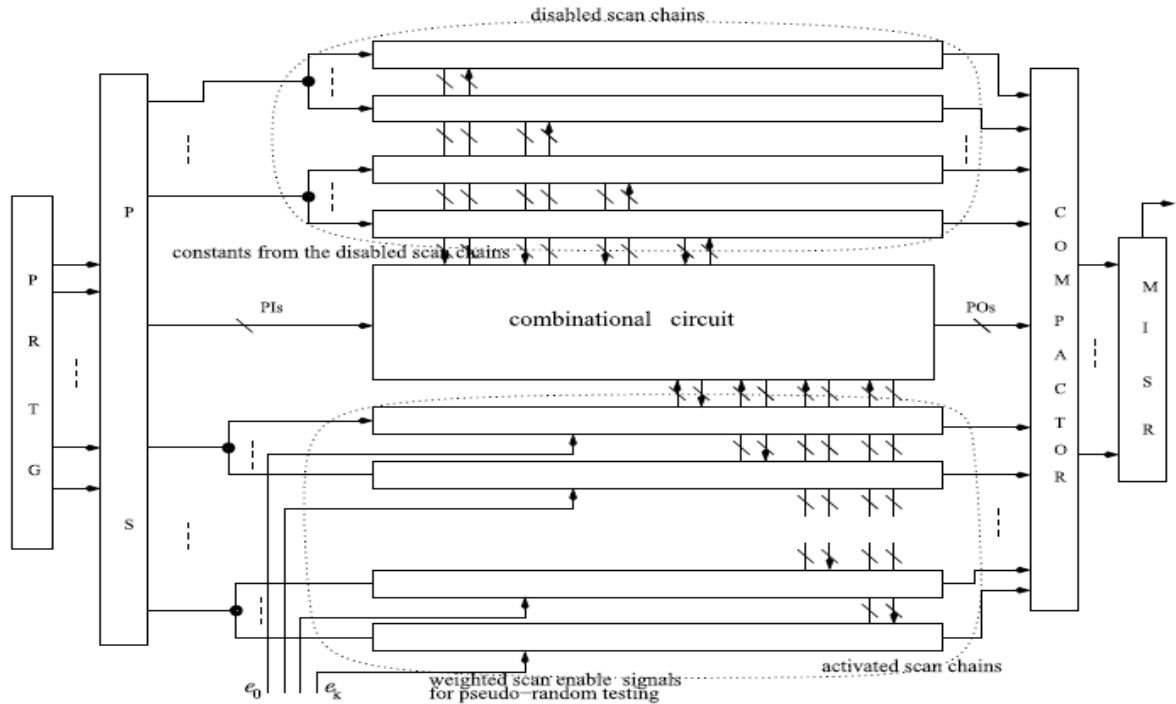 disabled scan chains
constants from the disabled scan chains
P R T G
P S
PIs
combinational circuit
POs
C O M P A C T O R
M I S R
activated scan chains
e0
ek
weighted scan enable signals
for pseudo-random testing